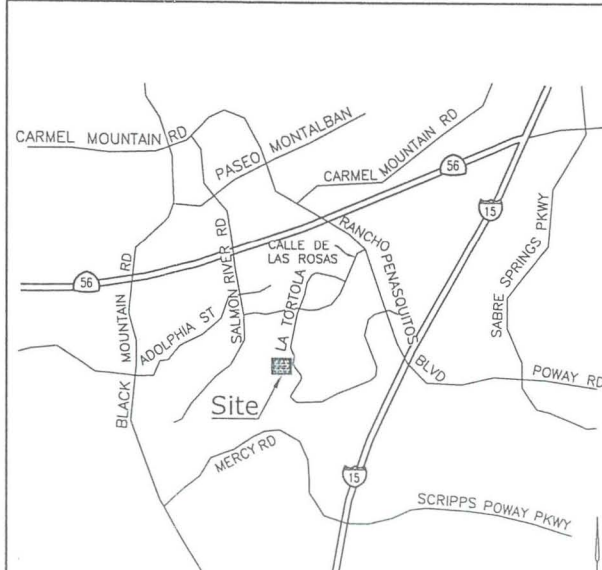 CARMEL MOUNTAIN RD
PASEO MONTALBAN
CARMEL MOUNTAIN RD
56
15
SABRE SPRINGS PKWY
RANCHO PENASQUITOS BLVD
CALLE DE
LAS ROSAS
56
BLACK MOUNTAIN RD
SALMON RIVER RD
LA TORTOLA
ADOLPHIA ST
POWAY RD
Site
MERCY RD
15
SCRIPPS POWAY PKWY